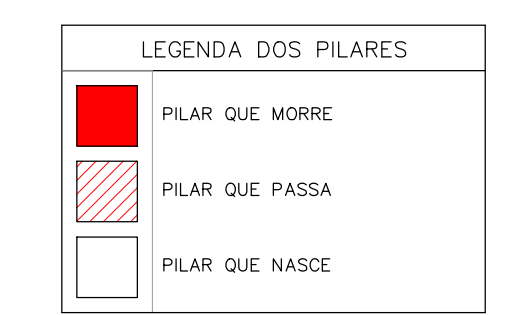 LEGENDA DOS PILARES
PILAR QUE MORRE
PILAR QUE PASSA
PILAR QUE NASCE